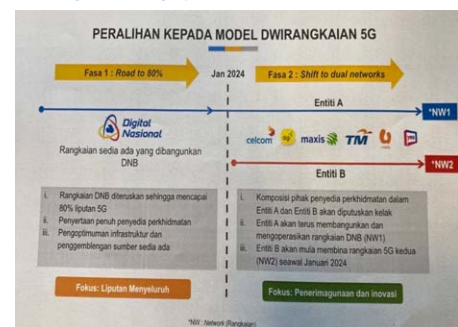 PERALIHAN KEPADA MODEL DWIRANGKAIAN 5G
Fasa 1 : Road to 80%
Jan 2024
Fasa 2 : Shift to dual networks
Entiti A
*NW1
Digital
Nasional
celcom
maxis
TM
U
Rangkaian sedia ada yang dibangunkan
DNB
*NW2
Entiti B
i. Rangkaian DNB diteruskan sehingga mencapai
80% liputan 5G
ii. Penyertaan penuh penyedia perkhidmatan
iii. Pengoptimuman infrastruktur dan
penggemblengan sumber sedia ada
i. Komposisi pihak penyedia perkhidmatan dalam
Entiti A dan Entiti B akan diputuskan kelak
ii. Entiti A akan terus membangunkan dan
mengoperasikan rangkaian DNB (NW1)
iii. Entiti B akan mula membina rangkaian 5G kedua
(NW2) seawal Januari 2024
Fokus: Liputan Menyeluruh
Fokus: Penerimagunaan dan inovasi
*NW : Network (Rangkaian)